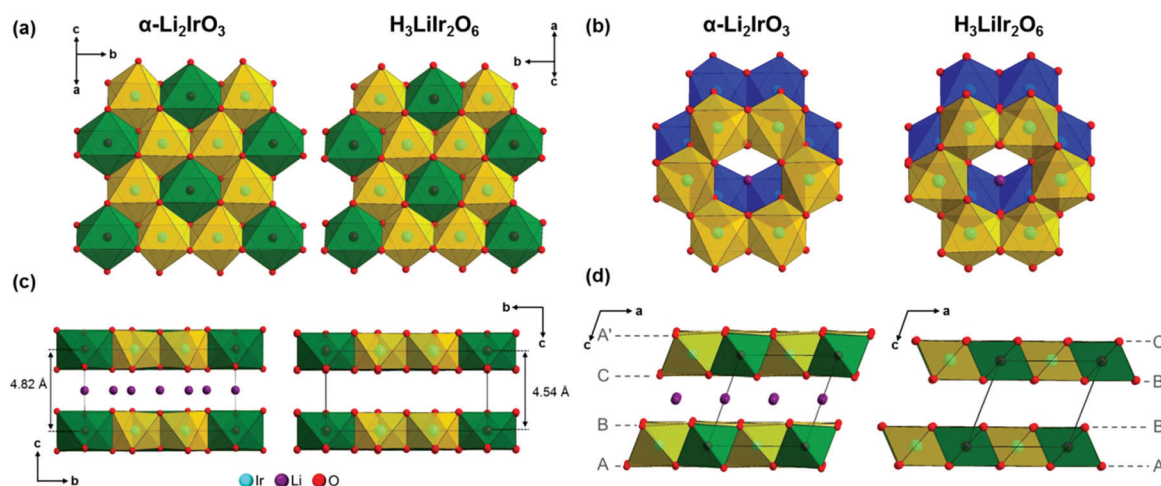 (a)
α-Li₂IrO₃
H₃LiIr₂O₆
c
b
a
a
b
c
(b)
α-Li₂IrO₃
H₃LiIr₂O₆
(c)
b
c
4.82 Å
4.54 Å
c
b
Ir Li O
(d)
a
c
A'
C
B
A
a
c
C
B
B
A